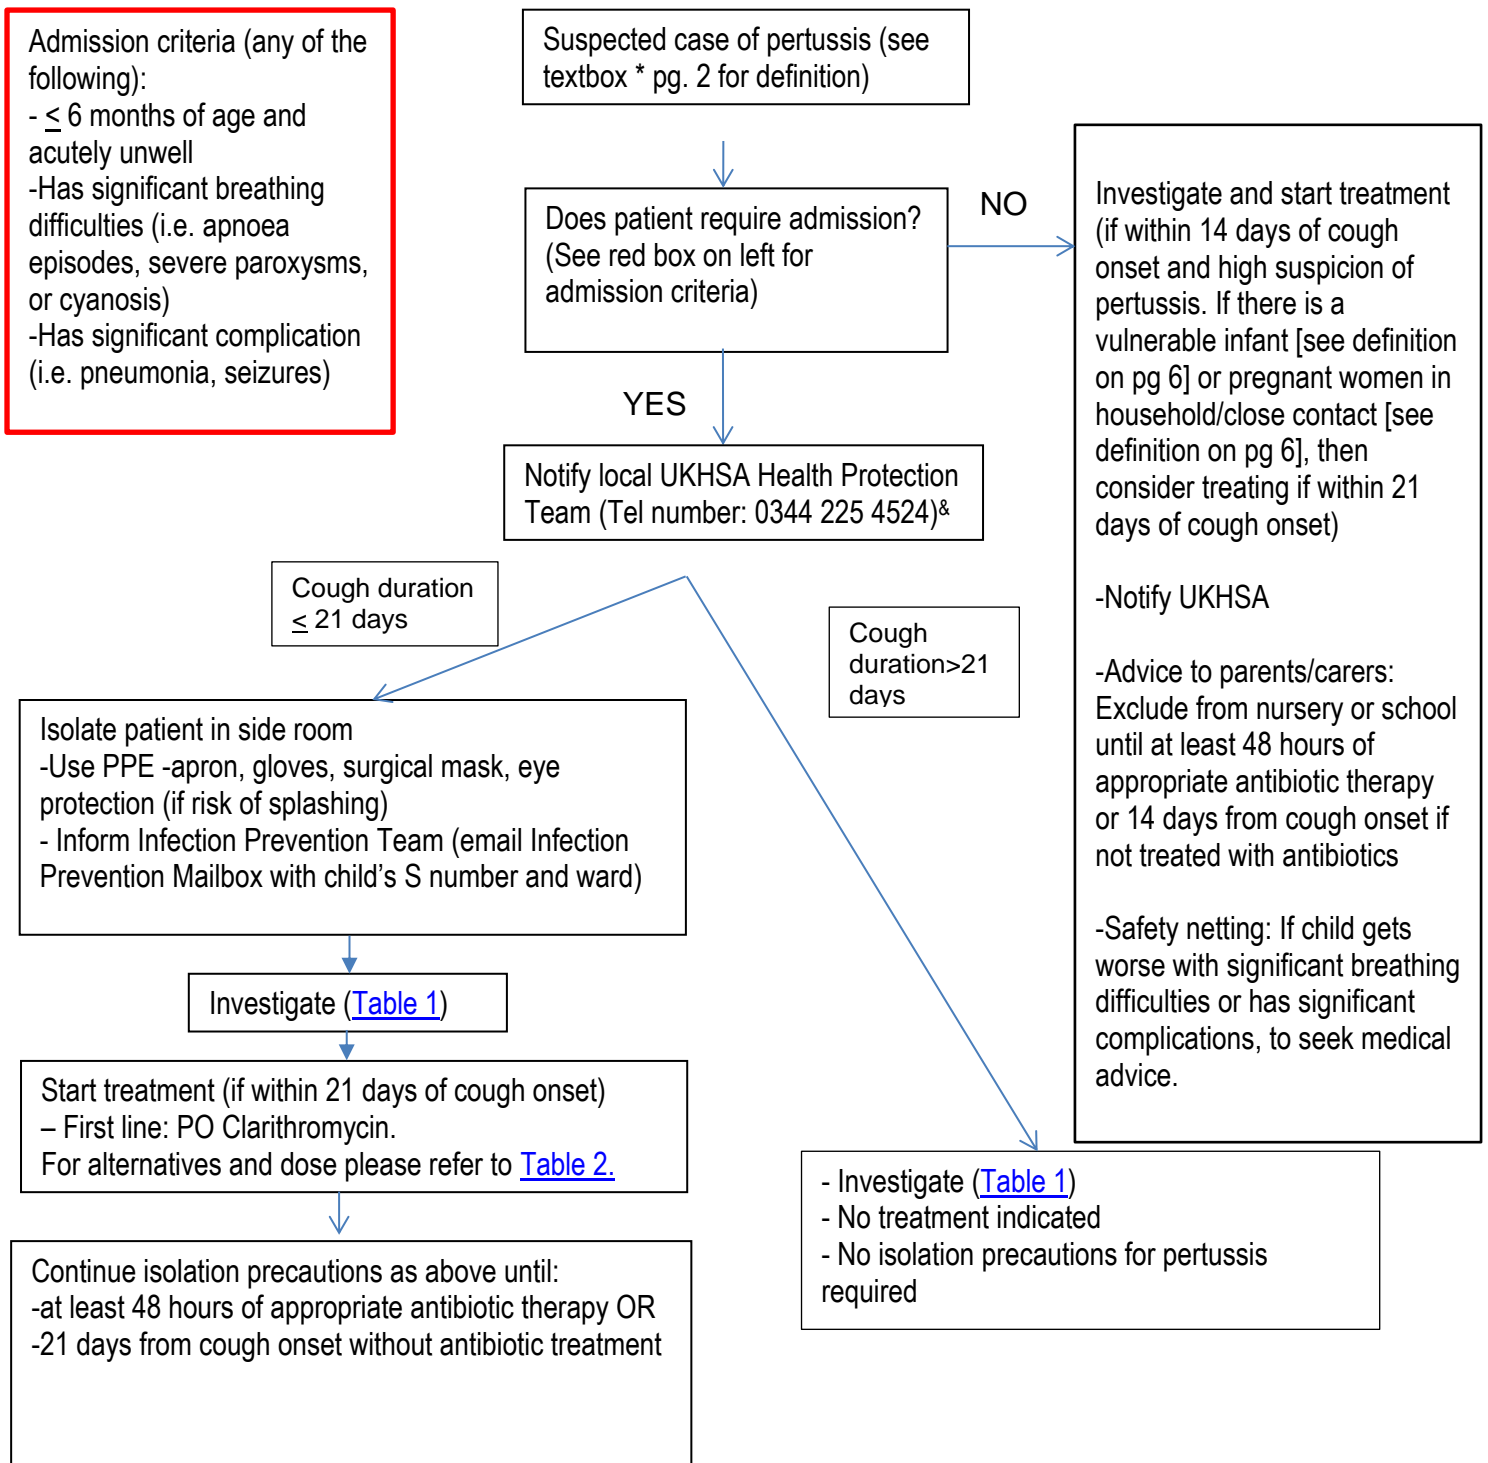 Admission criteria (any of the
following):
- < 6 months of age and
acutely unwell
-Has significant breathing
difficulties (i.e. apnoea
episodes, severe paroxysms,
or cyanosis)
-Has significant complication
(i.e. pneumonia, seizures)
Suspected case of pertussis (see
textbox * pg. 2 for definition)
Does patient require admission?
(See red box on left for
admission criteria)
NO
YES
Investigate and start treatment
(if within 14 days of cough
onset and high suspicion of
pertussis. If there is a
vulnerable infant [see definition
on pg 6] or pregnant women in
household/close contact [see
definition on pg 6], then
consider treating if within 21
days of cough onset)
-Notify UKHSA
-Advice to parents/carers:
Exclude from nursery or school
until at least 48 hours of
appropriate antibiotic therapy
or 14 days from cough onset if
not treated with antibiotics
-Safety netting: If child gets
worse with significant breathing
difficulties or has significant
complications, to seek medical
advice.
Notify local UKHSA Health Protection
Team (Tel number: 0344 225 4524)&
Cough duration
< 21 days
Cough
duration>21
days
Isolate patient in side room
-Use PPE -apron, gloves, surgical mask, eye
protection (if risk of splashing)
- Inform Infection Prevention Team (email Infection
Prevention Mailbox with child's S number and ward)
Investigate (Table 1)
Start treatment (if within 21 days of cough onset)
– First line: PO Clarithromycin.
For alternatives and dose please refer to Table 2.
Continue isolation precautions as above until:
-at least 48 hours of appropriate antibiotic therapy OR
-21 days from cough onset without antibiotic treatment
- Investigate (Table 1)
- No treatment indicated
- No isolation precautions for pertussis
required